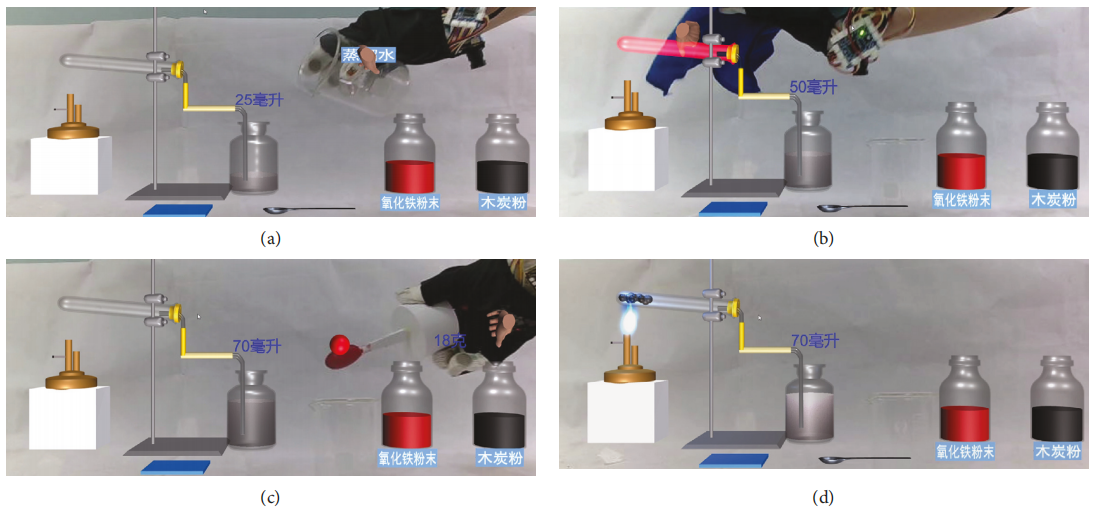 蒸馏水
25毫升
氧化铁粉末
木炭粉
(a)
50毫升
氧化铁粉末
木炭粉
(b)
70毫升
18克
氧化铁粉末
木炭粉
(c)
70毫升
氧化铁粉末
木炭粉
(d)